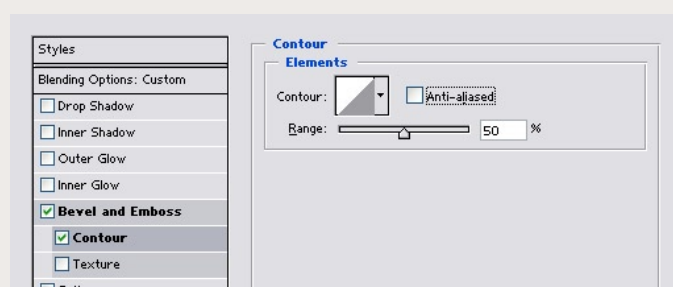 Styles
Blending Options: Custom
Drop Shadow
Inner Shadow
Outer Glow
Inner Glow
Bevel and Emboss
Contour
Texture
Contour
Elements
Contour:
Anti-aliased
Range: 50 %